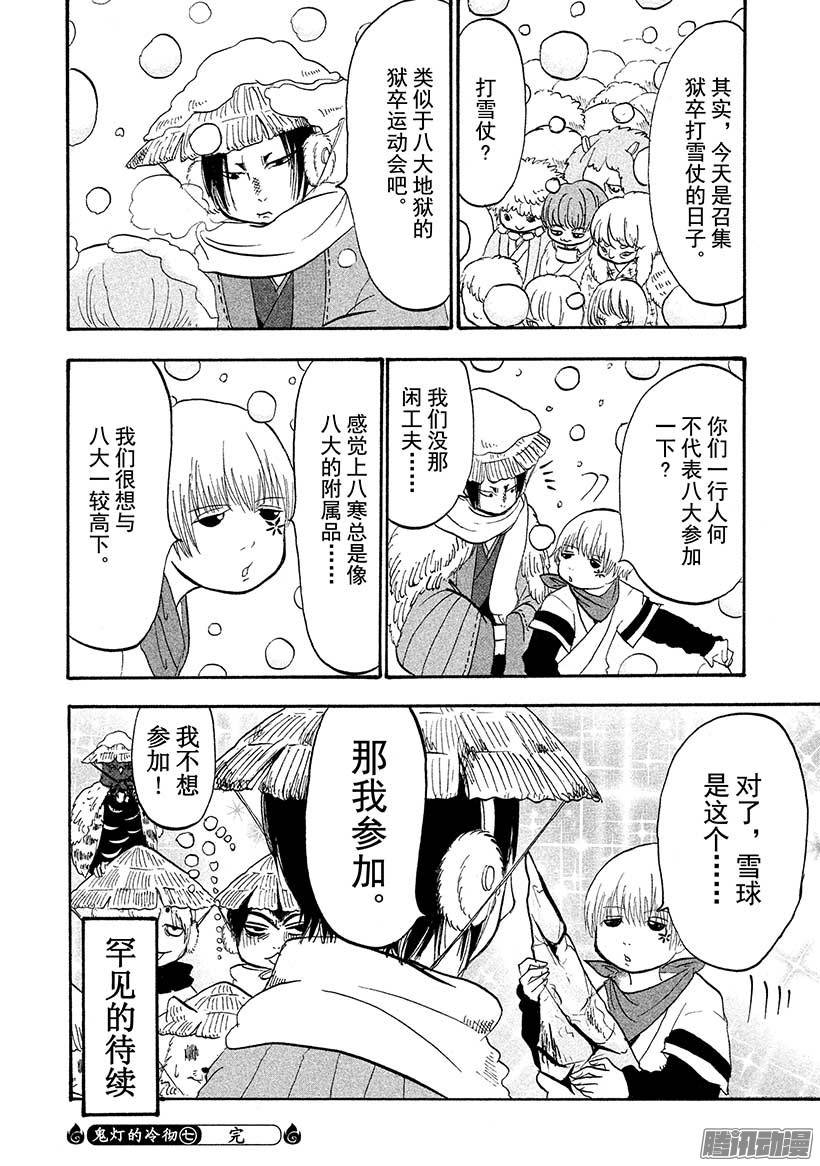 其实，今天是召集
狱卒打雪仗的日子。
打雪仗？
类似于八大地狱的
狱卒运动会吧。
你们一行人何
不代表八大参加
一下？
我们没那
闲工夫……
感觉上八寒总是像
八大的附属品……
我们很想与
八大一较高下。
对了，雪球
是这个……
那我参加。
我不想
参加！
罕见的待续
鬼灯的冷彻㊆ 完
腾讯动漫